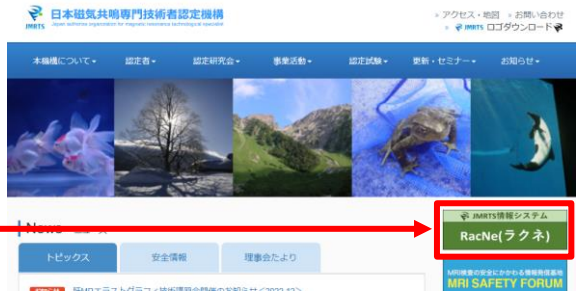 日本磁気共鳴専門技術者認定機構
JMRTS Japan authorize organization for magnetic resonance technological specialist
» アクセス・地図 » お問い合わせ
» JMRTS ロゴダウンロード
本機構について▾ 認定者▾ 認定研究会▾ 事業活動▾ 認定試験▾ 更新・セミナー▾ お知らせ▾
News
JMRTS情報システム
RacNe(ラクネ)
トピックス 安全情報 理事会たより
MRI検査の安全にかかわる情報発信基地
MRI SAFETY FORUM